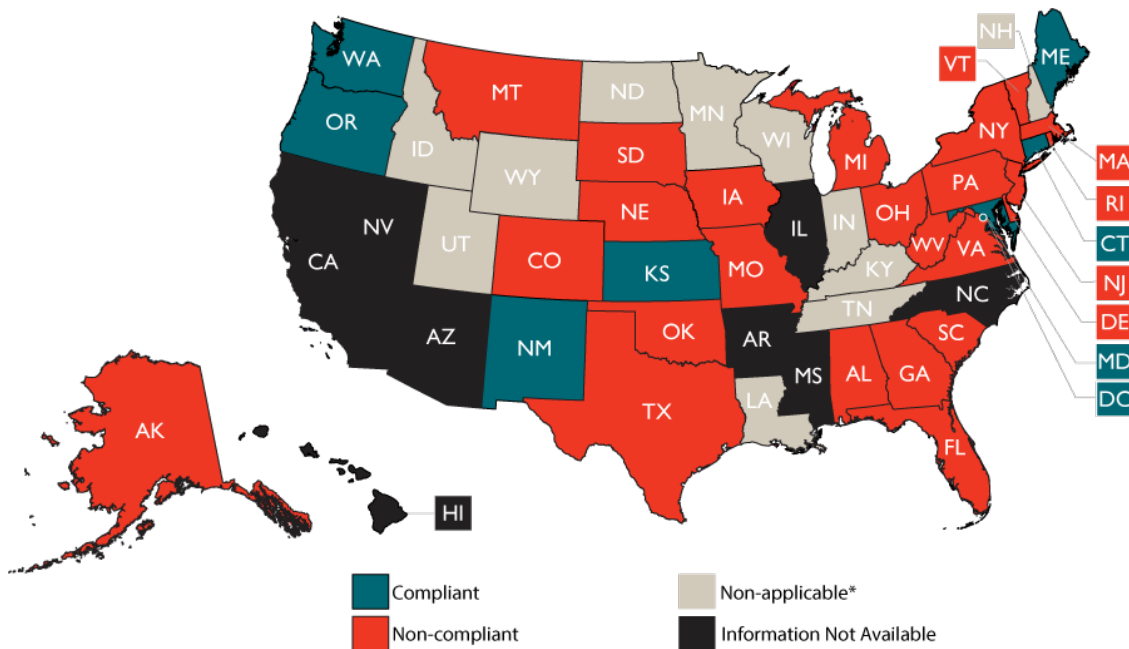 NH
ME
WA
VT
MT
ND
MN
OR
NY
ID
WI
SD
MI
MA
WY
PA
IA
RI
NE
OH
NV
IL
IN
UT
WV
CT
CO
VA
CA
KS
MO
KY
NJ
NC
TN
DE
AZ
OK
NM
AR
SC
MD
MS
AL
GA
DC
LA
TX
AK
FL
HI
Compliant
Non-applicable*
Non-compliant
Information Not Available